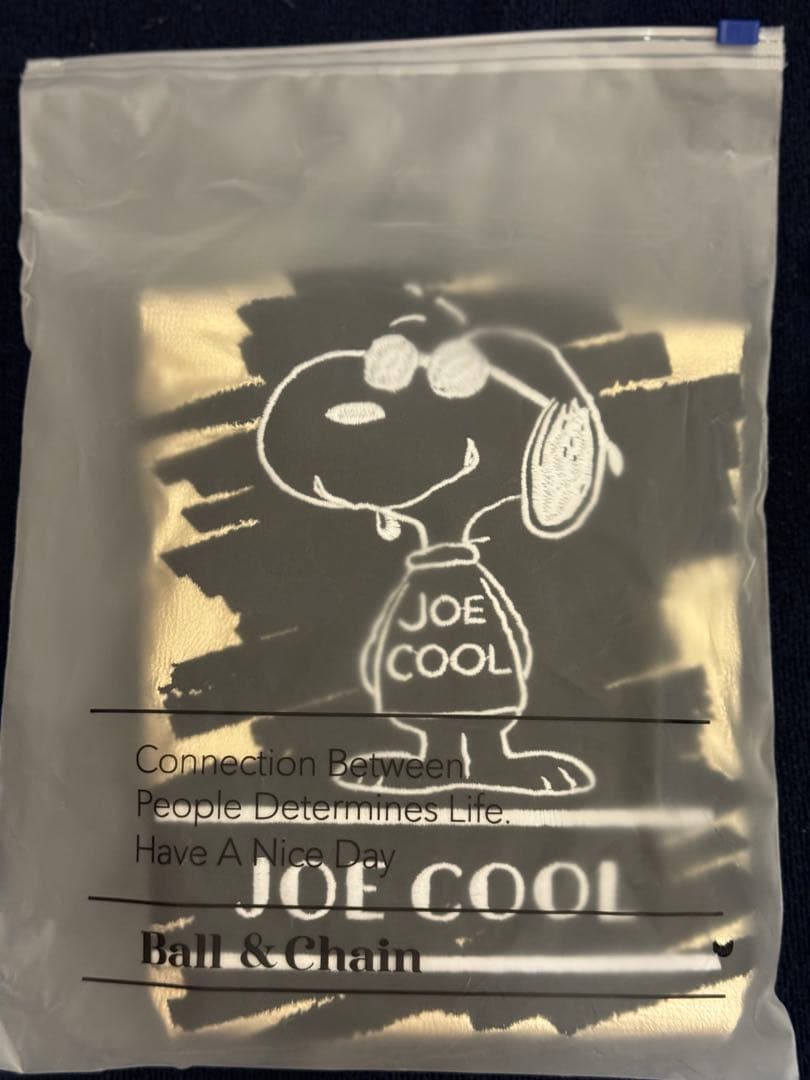 JOE
COOL
Connection Between
People Determines Life.
Have A Nice Day
JOE COOL
Ball & Chain